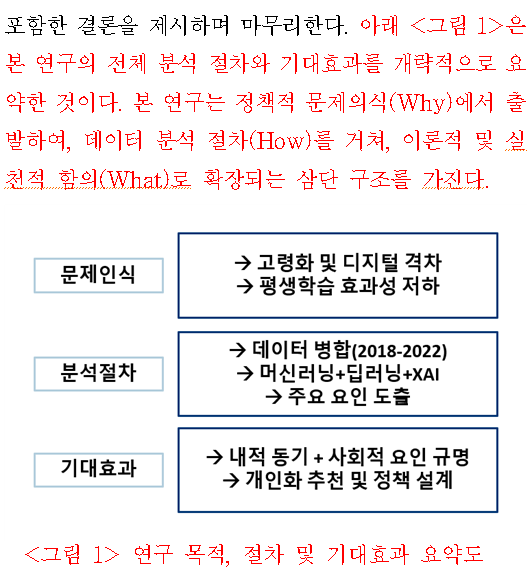 포함한 결론을 제시하며 마무리한다. 아래 <그림 1>은
본 연구의 전체 분석 절차와 기대효과를 개략적으로 요
약한 것이다. 본 연구는 정책적 문제의식(Why)에서 출
발하여, 데이터 분석 절차(How)를 거쳐, 이론적 및 실
천적 함의(What)로 확장되는 삼단 구조를 가진다.
문제인식
→ 고령화 및 디지털 격차
→ 평생학습 효과성 저하
분석절차
→ 데이터 병합(2018-2022)
→ 머신러닝+딥러닝+XAI
→ 주요 요인 도출
기대효과
→ 내적 동기 + 사회적 요인 규명
→ 개인화 추천 및 정책 설계
<그림 1> 연구 목적, 절차 및 기대효과 요약도